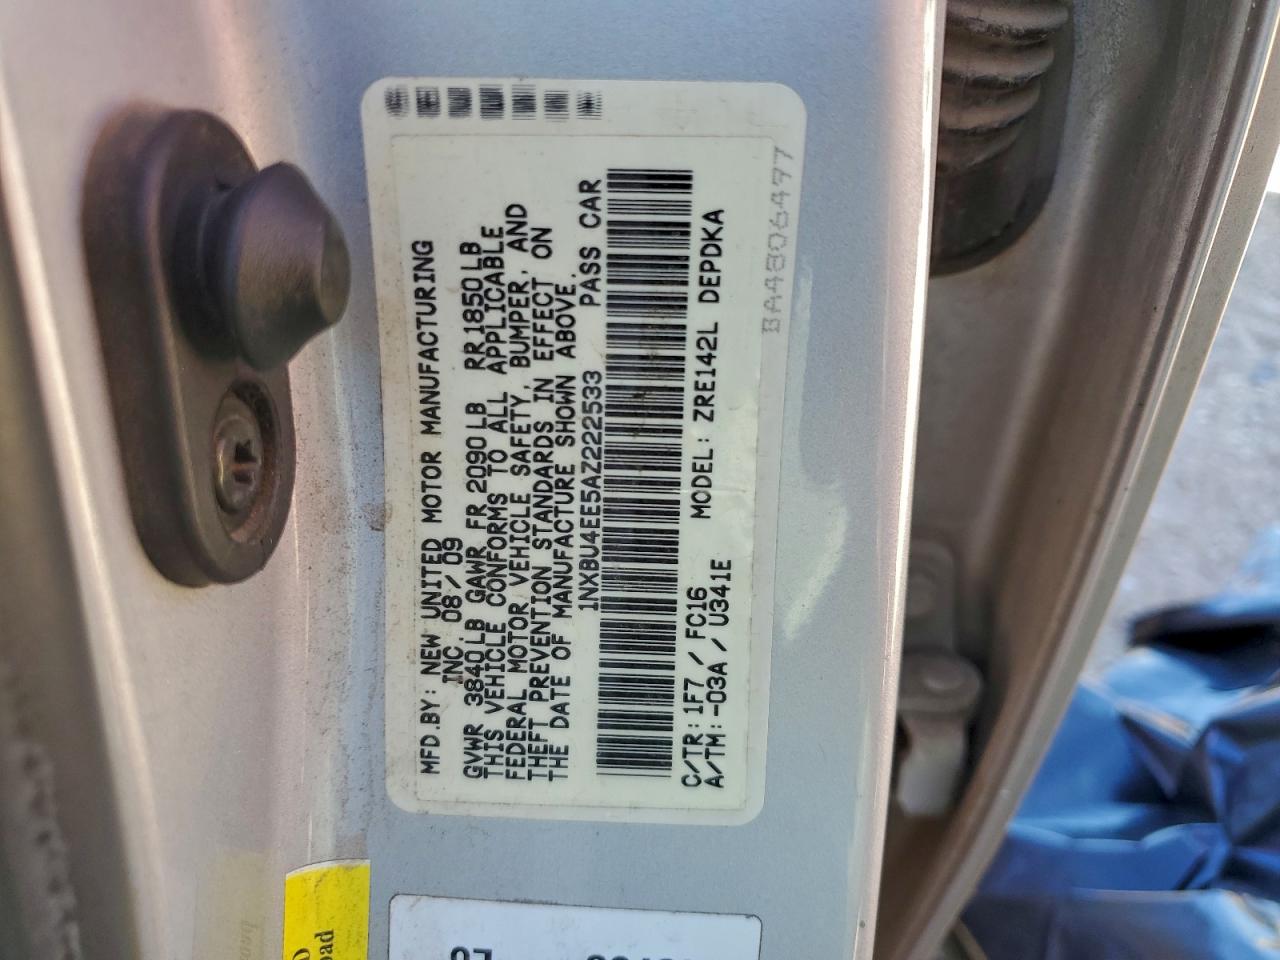 MFD.BY: NEW UNITED MOTOR MANUFACTURING
INC. 08/09
GVWR 3840LB GAWR FR 2090LB RR 1850LB
THIS VEHICLE CONFORMS TO ALL APPLICABLE
FEDERAL MOTOR VEHICLE SAFETY, BUMPER, AND
THEFT PREVENTION STANDARDS IN EFFECT ON
THE DATE OF MANUFACTURE SHOWN ABOVE.
1NXBU4EE5AZ222533 PASS CAR
C/TR: 1F7 / FC16 MODEL: ZRE142L DEPDKA
A/TM: -03A / U341E
BA4806477